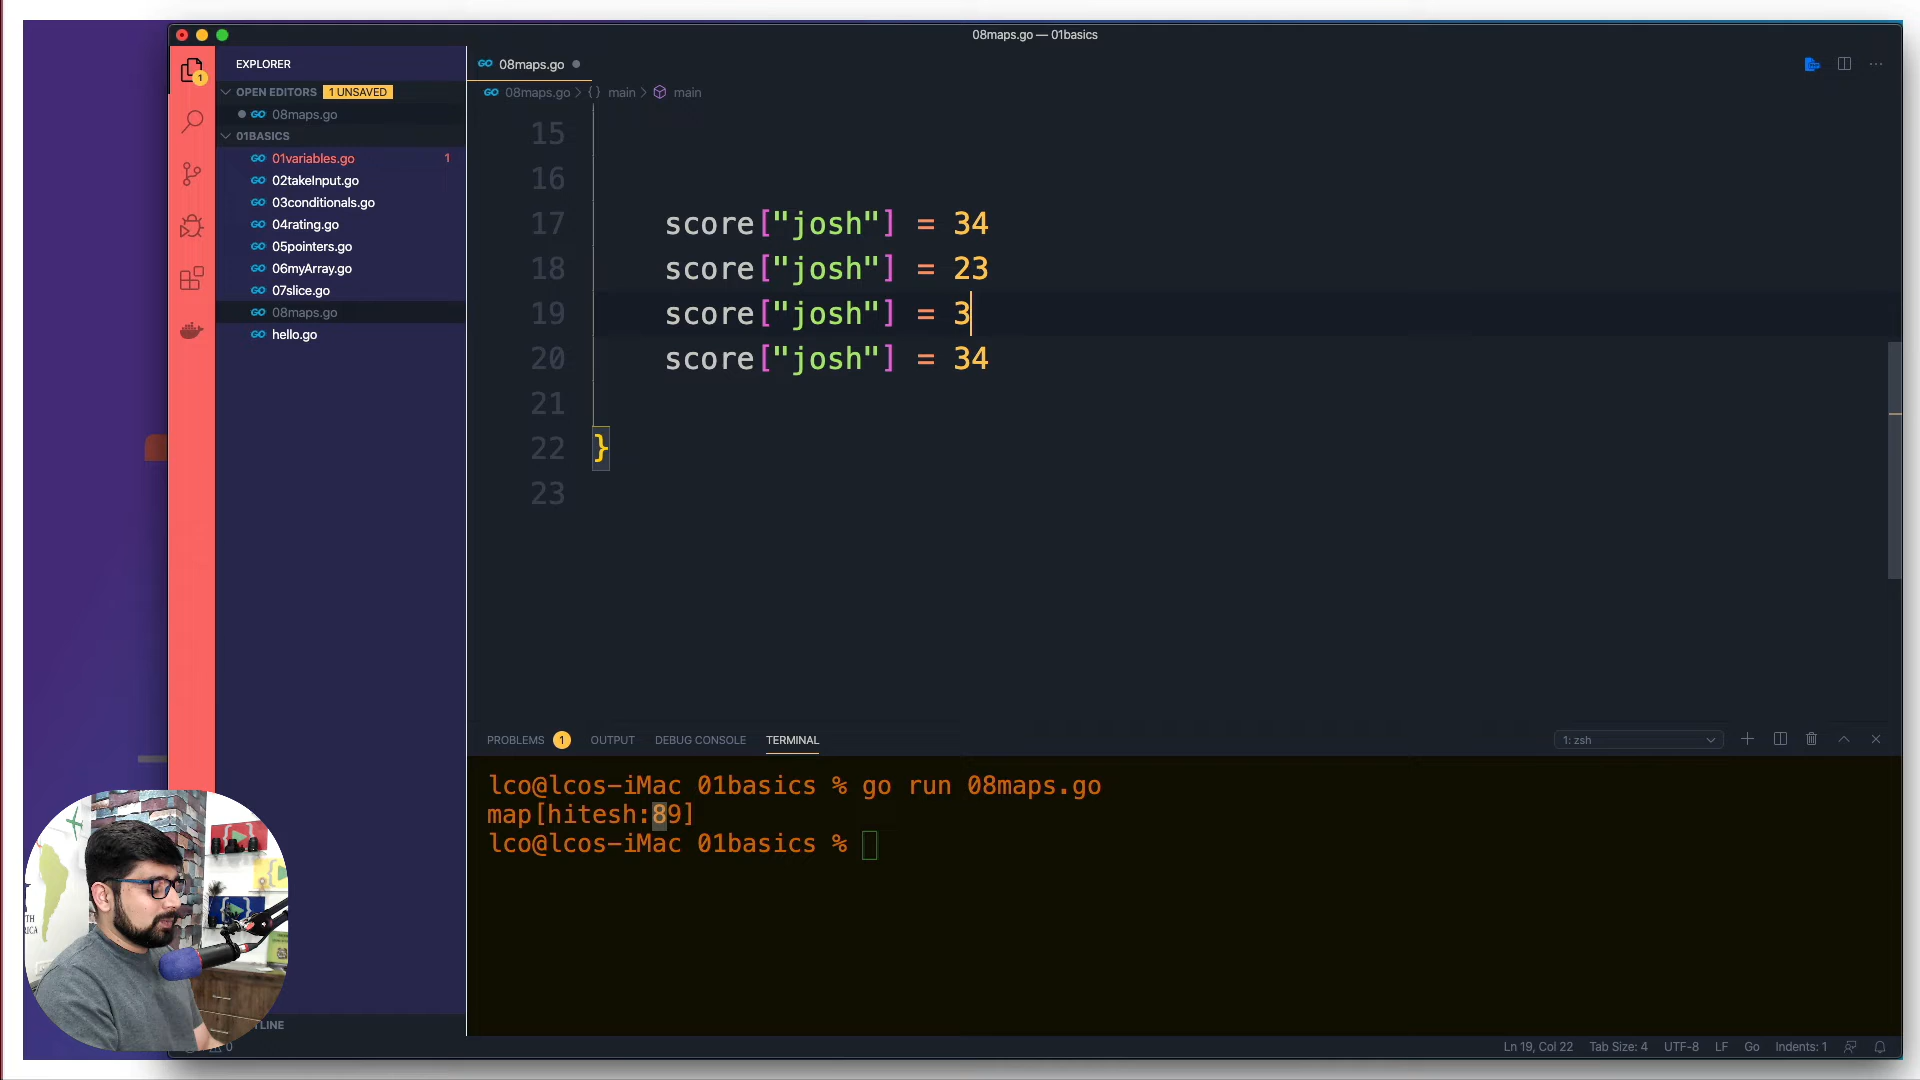 08maps.go — 01basics
EXPLORER
OPEN EDITORS 1 UNSAVED
08maps.go
01BASICS
01variables.go 1
02takeInput.go
03conditionals.go
04rating.go
05pointers.go
06myArray.go
07slice.go
08maps.go
hello.go
08maps.go
08maps.go > {} main > main
15
16
17 score["josh"] = 34
18 score["josh"] = 23
19 score["josh"] = 3
20 score["josh"] = 34
21
22 }
23
PROBLEMS 1 OUTPUT DEBUG CONSOLE TERMINAL 1: zsh
lco@lcos-iMac 01basics % go run 08maps.go
map[hitesh:89]
lco@lcos-iMac 01basics %
TLINE
0
Ln 19, Col 22 Tab Size: 4 UTF-8 LF Go Indents: 1